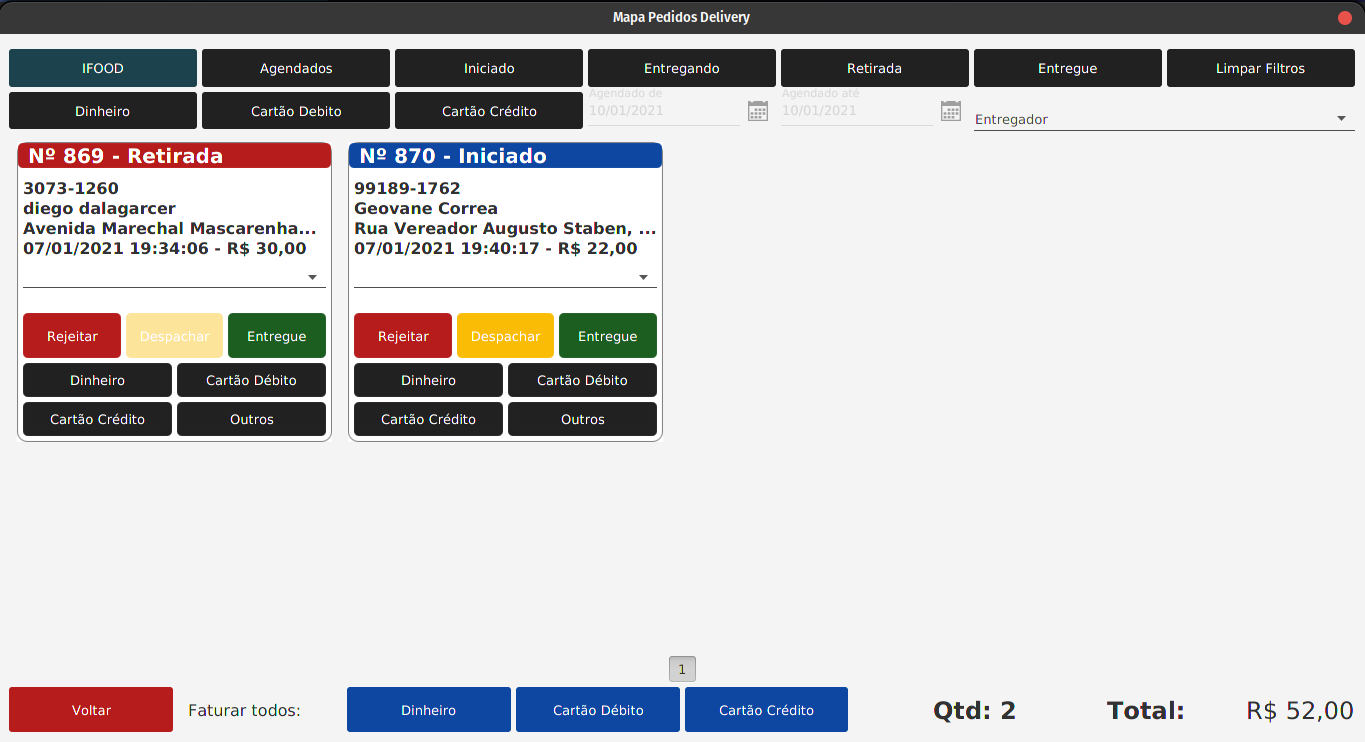 Mapa Pedidos Delivery
IFOOD Agendados Iniciado Entregando Retirada Entregue Limpar Filtros
Dinheiro Cartão Debito Cartão Crédito
Agendado de Agendado até
10/01/2021 10/01/2021
Entregador
Nº 869 - Retirada
3073-1260
diego dalagarcer
Avenida Marechal Mascarenha...
07/01/2021 19:34:06 - R$ 30,00
Rejeitar Despachar Entregue
Dinheiro Cartão Débito
Cartão Crédito Outros
Nº 870 - Iniciado
99189-1762
Geovane Correa
Rua Vereador Augusto Staben, ...
07/01/2021 19:40:17 - R$ 22,00
Rejeitar Despachar Entregue
Dinheiro Cartão Débito
Cartão Crédito Outros
1
Voltar Faturar todos: Dinheiro Cartão Débito Cartão Crédito Qtd: 2 Total: R$ 52,00